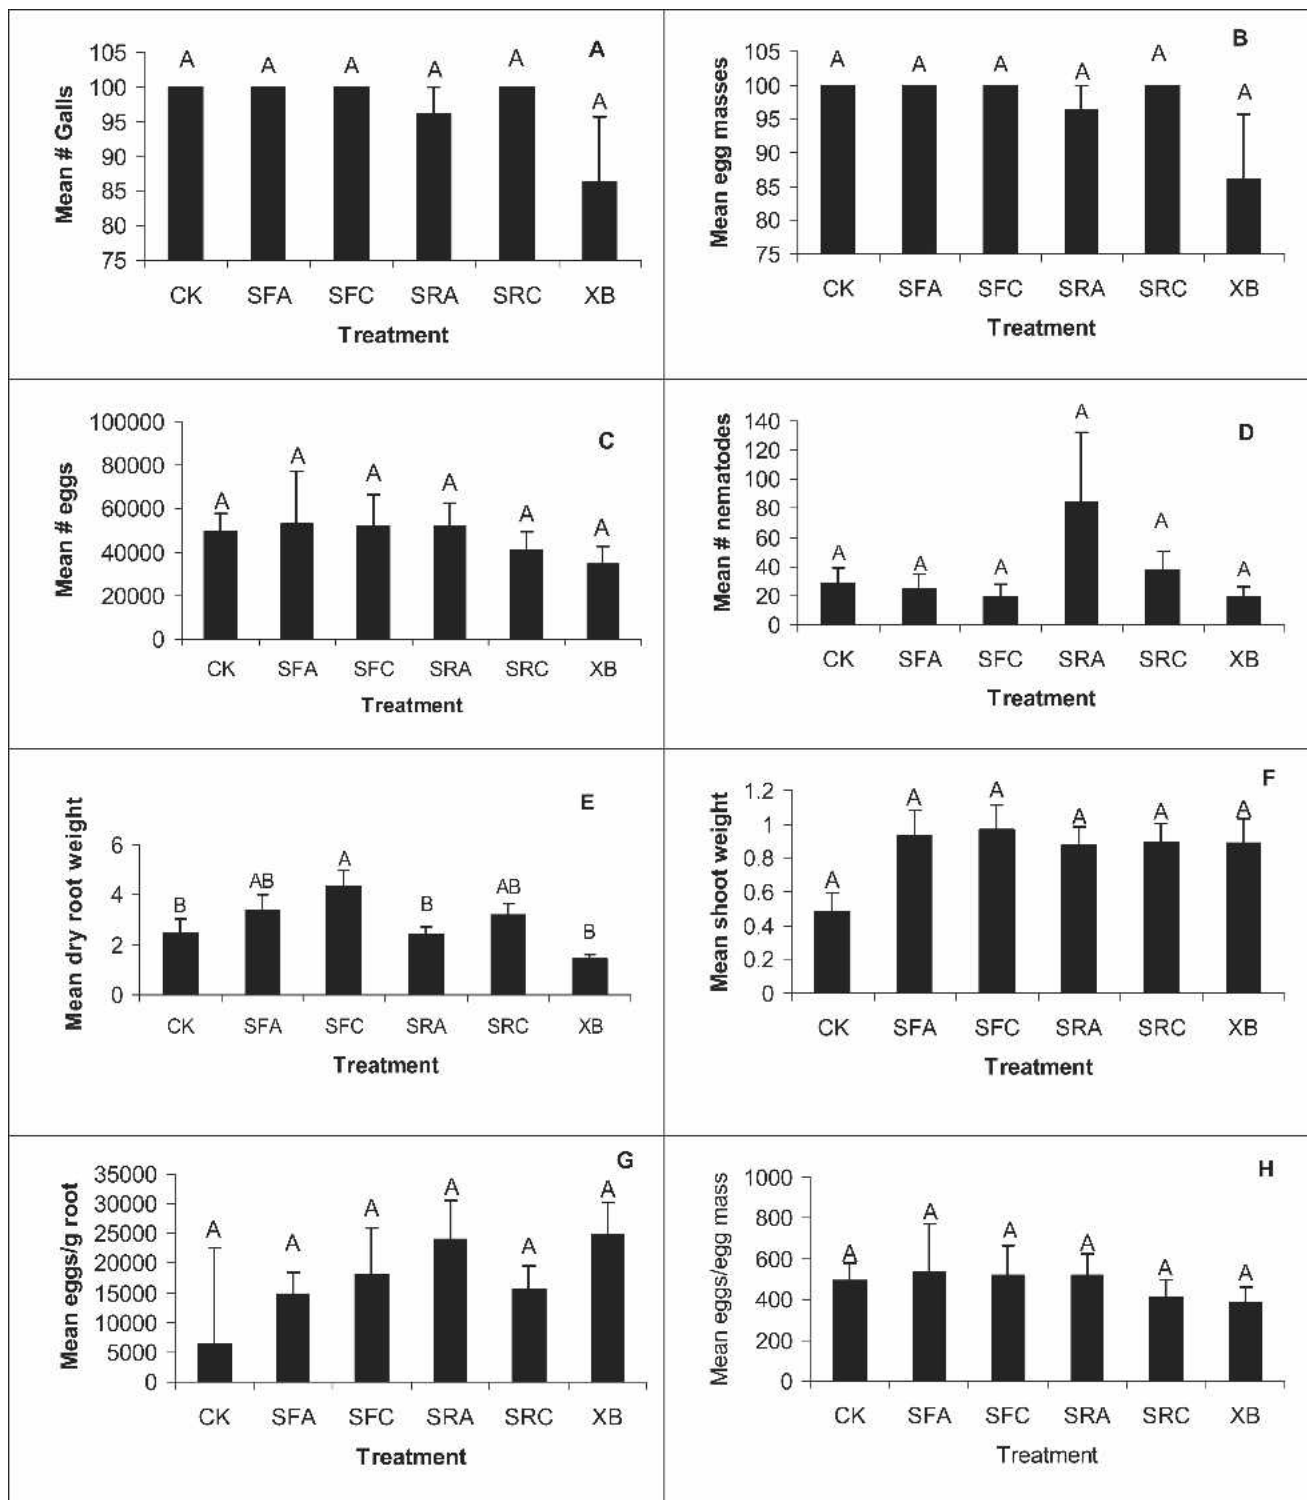 A
Mean # Galls
105
100
95
90
85
80
75
A A A A A A
CK SFA SFC SRA SRC XB
Treatment
B
Mean egg masses
105
100
95
90
85
80
75
A A A A A A
CK SFA SFC SRA SRC XB
Treatment
C
Mean # eggs
100000
80000
60000
40000
20000
0
A A A A A A
CK SFA SFC SRA SRC XB
Treatment
D
Mean # nematodes
140
120
100
80
60
40
20
0
A A A A A A
CK SFA SFC SRA SRC XB
Treatment
E
Mean dry root weight
6
4
2
0
B AB A B AB B
CK SFA SFC SRA SRC XB
Treatment
F
Mean shoot weight
1.2
1
0.8
0.6
0.4
0.2
0
A A A A A A
CK SFA SFC SRA SRC XB
Treatment
G
Mean eggs/g root
35000
30000
25000
20000
15000
10000
5000
0
A A A A A A
CK SFA SFC SRA SRC XB
Treatment
H
Mean eggs/egg mass
1000
800
600
400
200
0
A A A A A A
CK SFA SFC SRA SRC XB
Treatment